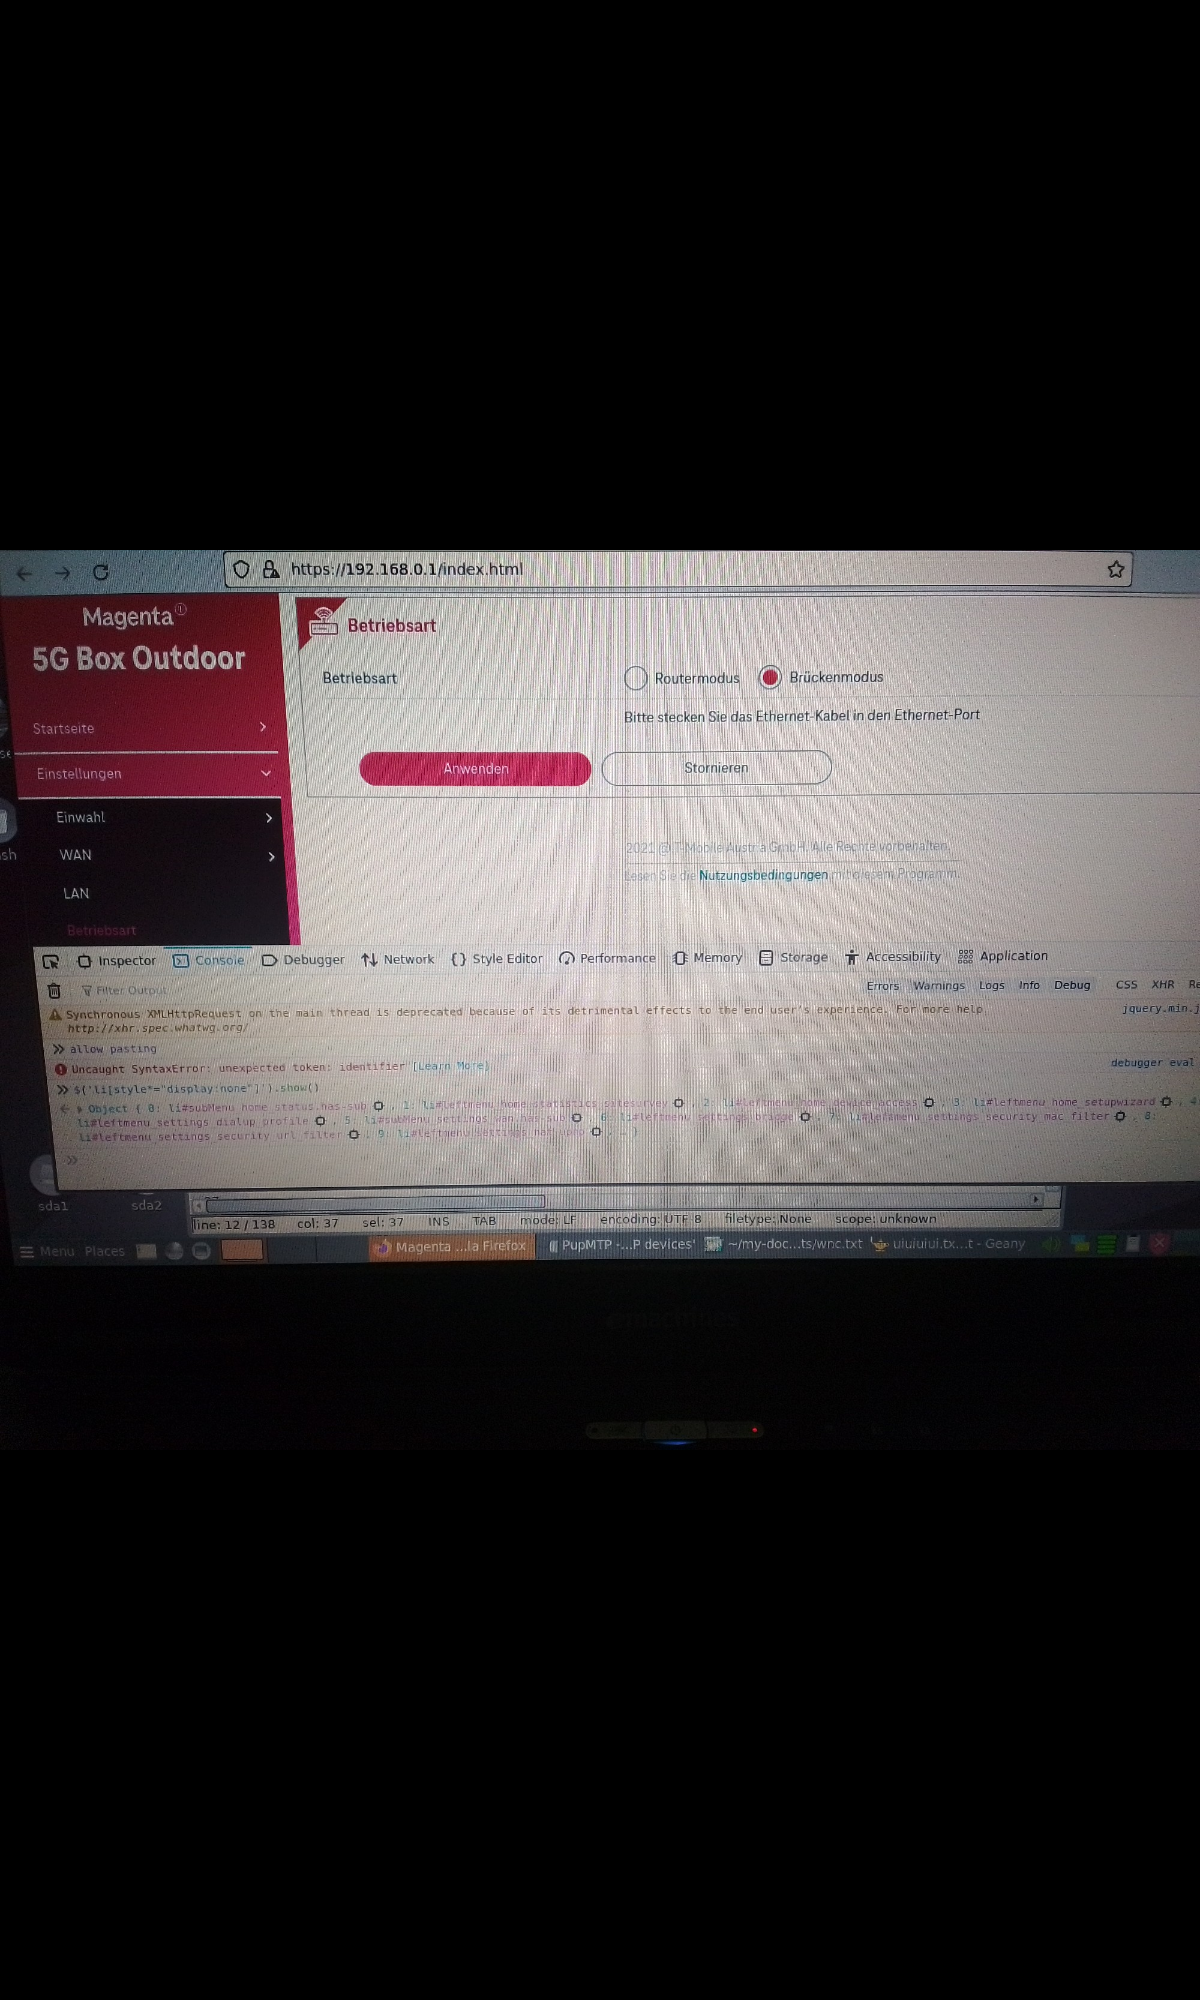 https://192.168.0.1/index.html
Magenta
5G Box Outdoor
Startseite
Einstellungen
Einwahl
WAN
LAN
Betriebsart
Betriebsart
Betriebsart
Routermodus
Brückenmodus
Bitte stecken Sie das Ethernet-Kabel in den Ethernet-Port
Anwenden
Stornieren
2021 @ T-Mobile Austria GmbH. Alle Rechte vorbehalten.
Lesen Sie die Nutzungsbedingungen mit diesem Programm.
sh
Inspector Console Debugger Network Style Editor Performance Memory Storage Accessibility Application
Filter Output
Errors Warnings Logs Info Debug CSS XHR Re
Synchronous XMLHttpRequest on the main thread is deprecated because of its detrimental effects to the end user's experience. For more help
http://xhr.spec.whatwg.org/
jquery.min.j
allow pasting
Uncaught SyntaxError: unexpected token: identifier [Learn More]
debugger eval
$('li[style*="display:none"]').show()
Object { 0: li#subMenu_home_status.has-sub , 1: li#leftmenu_home_statistics_sitesurvey , 2: li#leftmenu_home_device_access , 3: li#leftmenu_home_setupwizard , 4:
li#leftmenu_settings_dialup_profile , 5: li#subMenu_settings_wan.has-sub , 6: li#leftmenu_settings , 7: li#leftmenu_settings_security_mac_filter , 8:
li#leftmenu_settings_security_url_filter , 9:
sda1
sda2
line: 12 / 138 col: 37 sel: 37 INS TAB mode: LF encoding: UTF 8 filetype: None scope: unknown
Menu Places
Magenta ...la Firefox
PupMTP -...P devices'
~/my-doc...ts/wnc.txt
uiuiuiui.tx...t - Geany
emachines